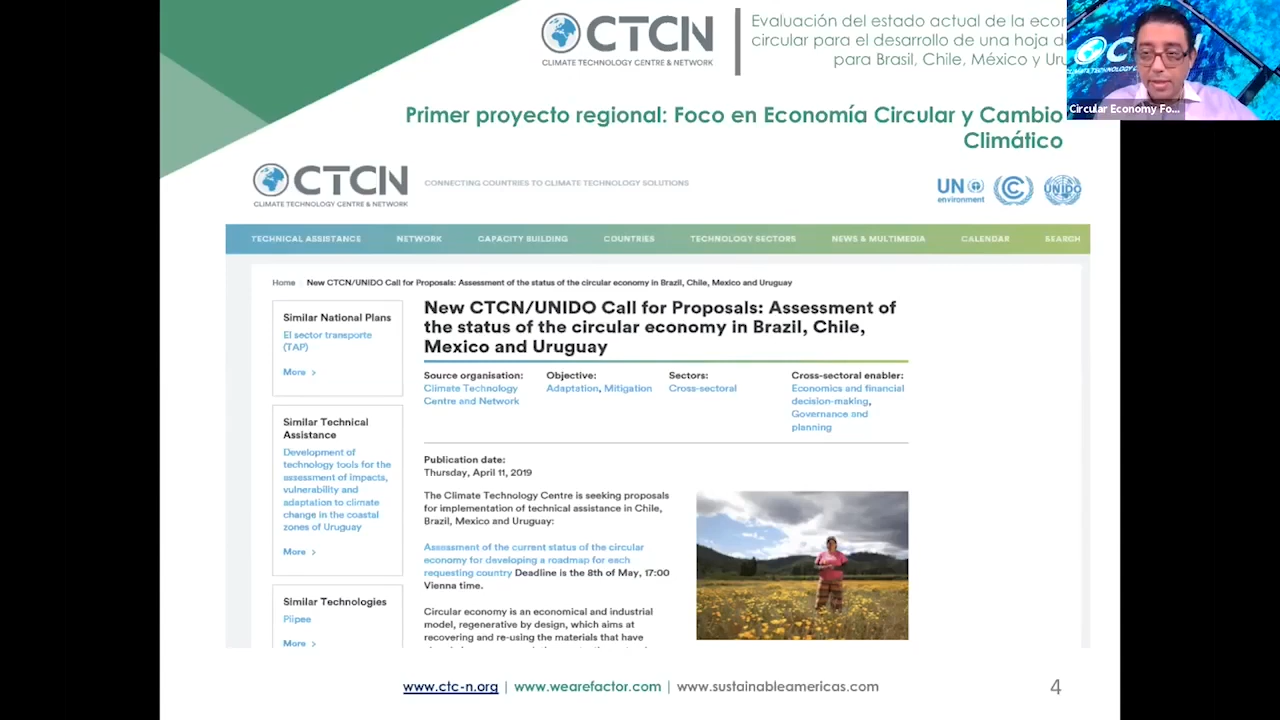 CTCN
CLIMATE TECHNOLOGY CENTRE & NETWORK
Evaluación del estado actual de la
circular para el desarrollo de una hoja
para Brasil, Chile, México y
Circular Economy Fo...
Primer proyecto regional: Foco en Economía Circular y Cambio
Climático
CTCN
CLIMATE TECHNOLOGY CENTRE & NETWORK
CONNECTING COUNTRIES TO CLIMATE TECHNOLOGY SOLUTIONS
UN
environment
UNIDO
TECHNICAL ASSISTANCE NETWORK CAPACITY BUILDING COUNTRIES TECHNOLOGY SECTORS NEWS & MULTIMEDIA CALENDAR SEARCH
Home New CTCN/UNIDO Call for Proposals: Assessment of the status of the circular economy in Brazil, Chile, Mexico and Uruguay
Similar National Plans
El sector transporte
(TAP)
More >
Similar Technical
Assistance
Development of
technology tools for the
assessment of impacts,
vulnerability and
adaptation to climate
change in the coastal
zones of Uruguay
More >
Similar Technologies
Piipee
More >
New CTCN/UNIDO Call for Proposals: Assessment of
the status of the circular economy in Brazil, Chile,
Mexico and Uruguay
Source organisation:
Climate Technology
Centre and Network
Objective:
Adaptation, Mitigation
Sectors:
Cross-sectoral
Cross-sectoral enabler:
Economics and financial
decision-making,
Governance and
planning
Publication date:
Thursday, April 11, 2019
The Climate Technology Centre is seeking proposals
for implementation of technical assistance in Chile,
Brazil, Mexico and Uruguay:
Assessment of the current status of the circular
economy for developing a roadmap for each
requesting country Deadline is the 8th of May, 17:00
Vienna time.
Circular economy is an economical and industrial
model, regenerative by design, which aims at
recovering and re-using the materials that have
www.ctc-n.org | www.wearefactor.com | www.sustainableamericas.com
4